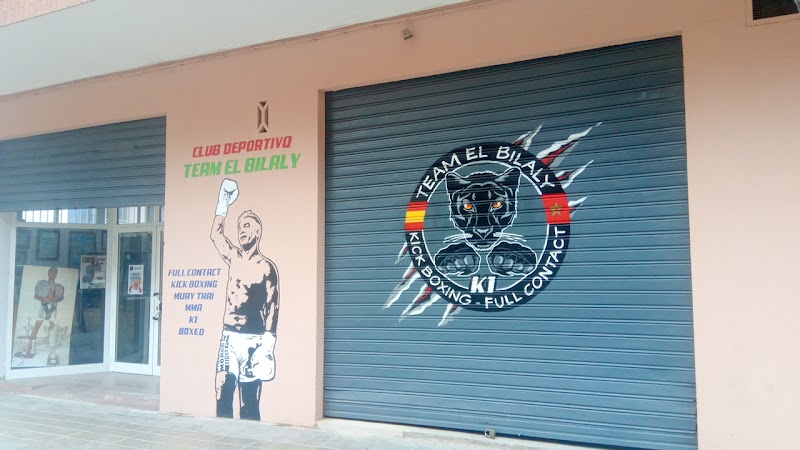 CLUB DEPORTIVO
TEAM EL BILALY
FULL CONTACT
KICK BOXING
MUAY THAI
MMA
K1
BOXEO
TEAM EL BILALY
K1
KICK BOXING - FULL CONTACT